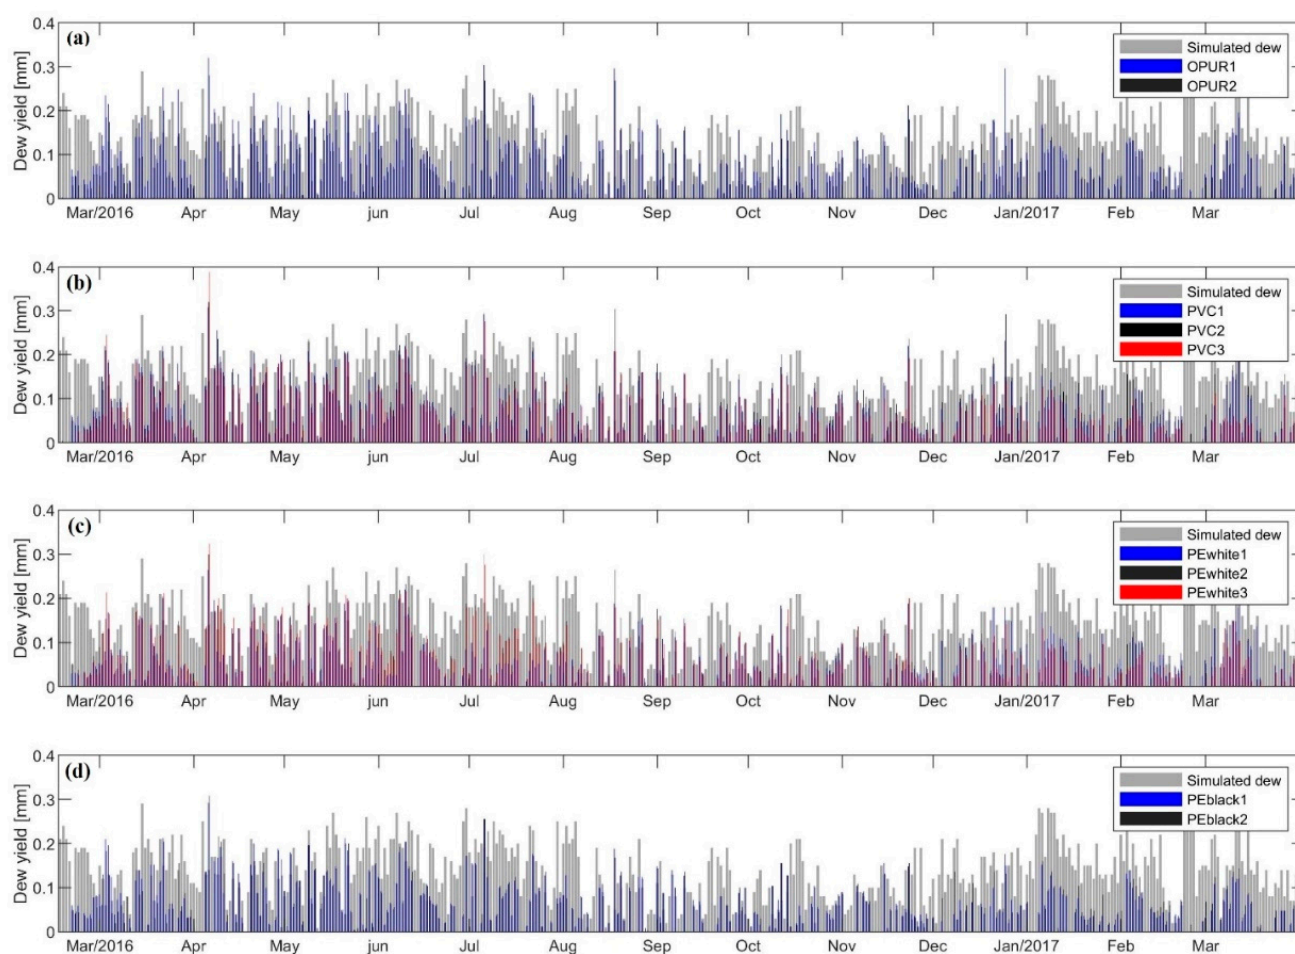 (a)
Dew yield [mm]
0.4
0.3
0.2
0.1
0
Simulated dew
OPUR1
OPUR2
Mar/2016 Apr May jun Jul Aug Sep Oct Nov Dec Jan/2017 Feb Mar
(b)
Dew yield [mm]
0.4
0.3
0.2
0.1
0
Simulated dew
PVC1
PVC2
PVC3
Mar/2016 Apr May jun Jul Aug Sep Oct Nov Dec Jan/2017 Feb Mar
(c)
Dew yield [mm]
0.4
0.3
0.2
0.1
0
Simulated dew
PEwhite1
PEwhite2
PEwhite3
Mar/2016 Apr May jun Jul Aug Sep Oct Nov Dec Jan/2017 Feb Mar
(d)
Dew yield [mm]
0.4
0.3
0.2
0.1
0
Simulated dew
PEblack1
PEblack2
Mar/2016 Apr May jun Jul Aug Sep Oct Nov Dec Jan/2017 Feb Mar